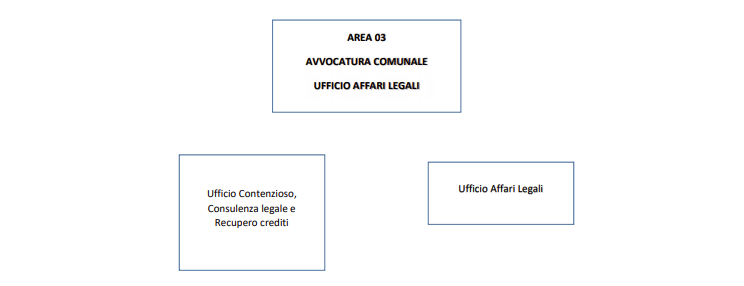 AREA 03
AVVOCATURA COMUNALE
UFFICIO AFFARI LEGALI
Ufficio Contenzioso,
Consulenza legale e
Recupero crediti
Ufficio Affari Legali